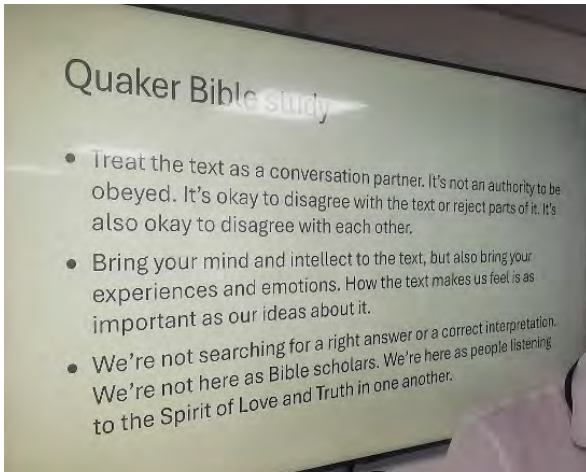 Quaker Bible study
• Treat the text as a conversation partner. It's not an authority to be
obeyed. It's okay to disagree with the text or reject parts of it. It's
also okay to disagree with each other.
• Bring your mind and intellect to the text, but also bring your
experiences and emotions. How the text makes us feel is as
important as our ideas about it.
• We're not searching for a right answer or a correct interpretation.
We're not here as Bible scholars. We're here as people listening
to the Spirit of Love and Truth in one another.